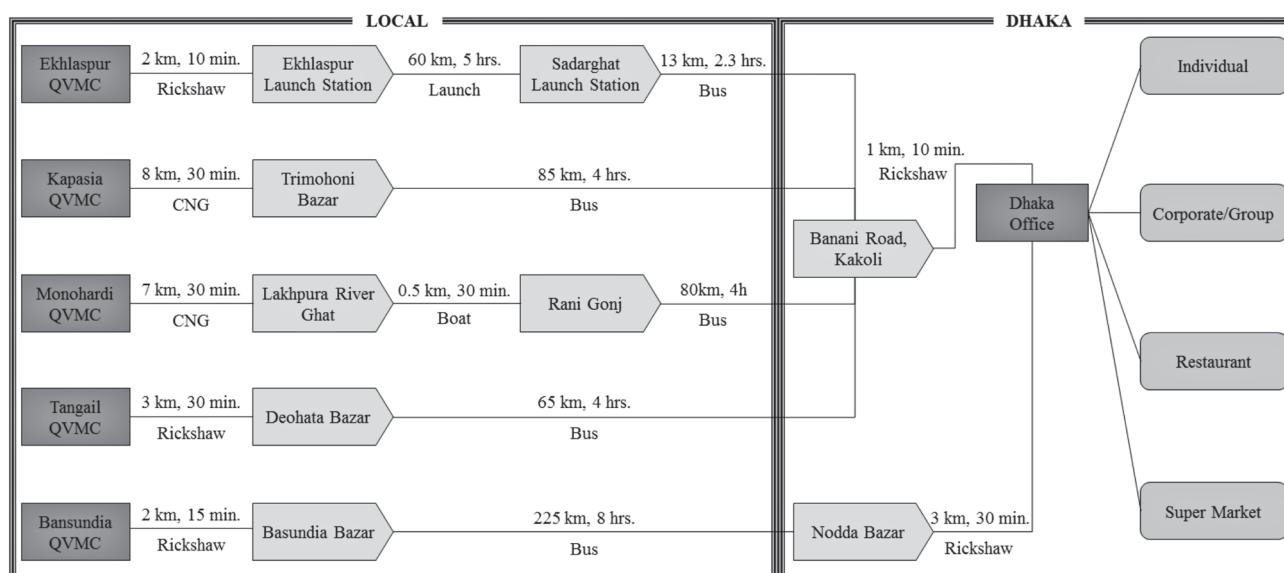 LOCAL
DHAKA
Ekhlaspur
QVMC
2 km, 10 min.
Rickshaw
Ekhlaspur
Launch Station
60 km, 5 hrs.
Launch
Sadarghat
Launch Station
13 km, 2.3 hrs.
Bus
Kapasia
QVMC
8 km, 30 min.
CNG
Trimohoni
Bazar
85 km, 4 hrs.
Bus
Monohardi
QVMC
7 km, 30 min.
CNG
Lakhpura River
Ghat
0.5 km, 30 min.
Boat
Rani Gonj
80km, 4h
Bus
Tangail
QVMC
3 km, 30 min.
Rickshaw
Deohata Bazar
65 km, 4 hrs.
Bus
Bansundia
QVMC
2 km, 15 min.
Rickshaw
Basundia Bazar
225 km, 8 hrs.
Bus
Banani Road,
Kakoli
1 km, 10 min.
Rickshaw
Nodda Bazar
3 km, 30 min.
Rickshaw
Dhaka
Office
Individual
Corporate/Group
Restaurant
Super Market